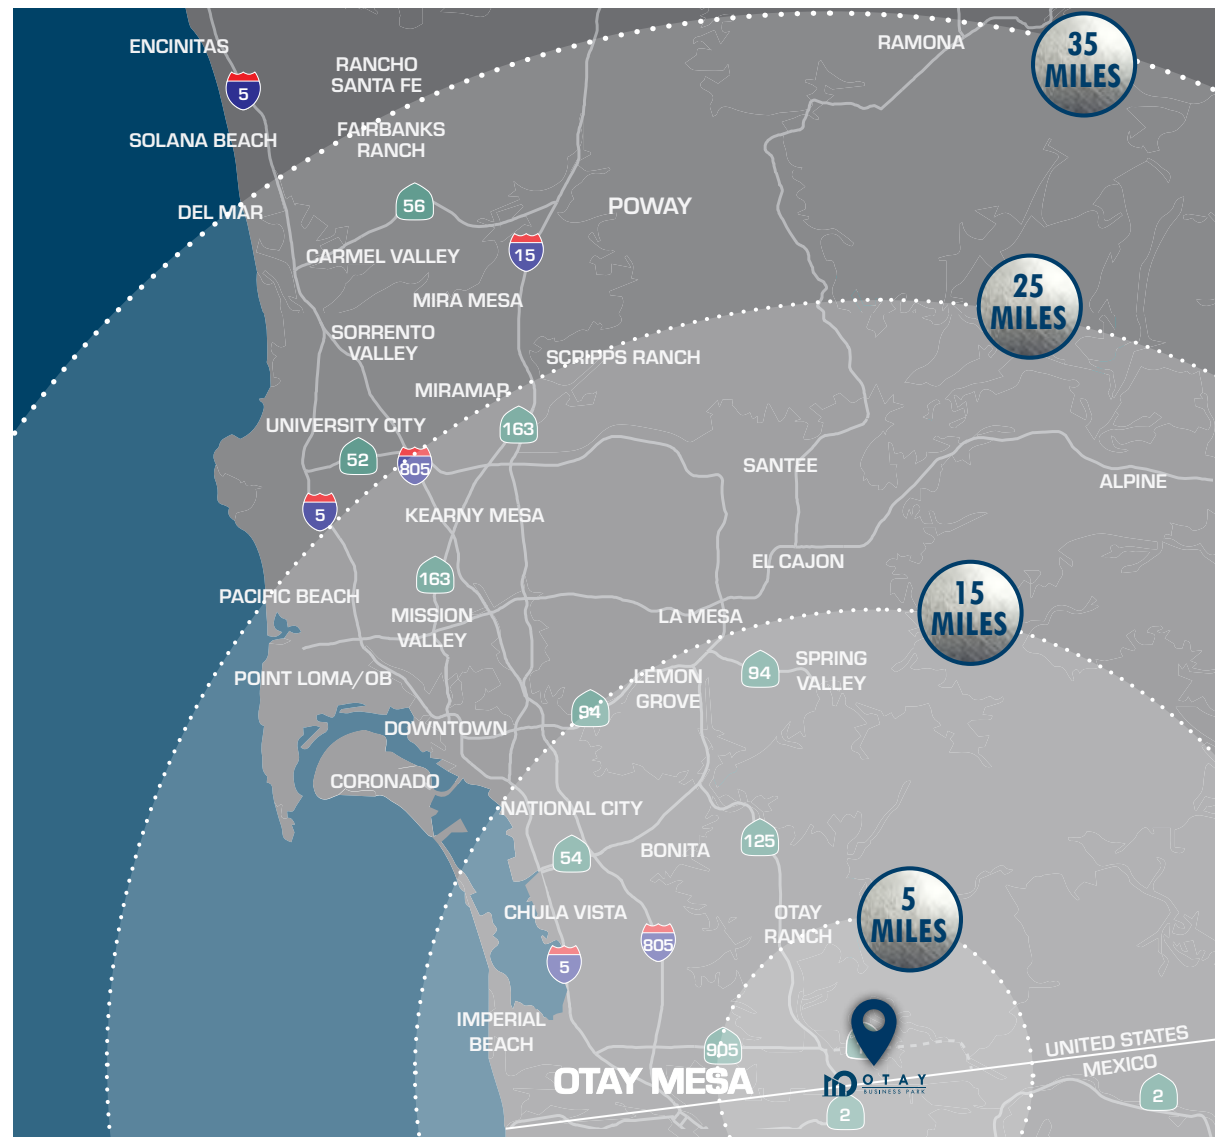 ENCINITAS
RANCHO
SANTA FE
RAMONA
35
MILES
5
SOLANA BEACH
FAIRBANKS
RANCH
DEL MAR
56
POWAY
CARMEL VALLEY
15
25
MILES
MIRA MESA
SORRENTO
VALLEY
SCRIPPS RANCH
MIRAMAR
UNIVERSITY CITY
163
52
805
SANTEE
ALPINE
5
KEARNY MESA
EL CAJON
163
PACIFIC BEACH
15
MILES
MISSION
VALLEY
LA MESA
POINT LOMA/OB
LEMON
GROVE
94
SPRING
VALLEY
94
DOWNTOWN
CORONADO
NATIONAL CITY
54
BONITA
125
5
MILES
CHULA VISTA
OTAY
RANCH
805
5
IMPERIAL
BEACH
905
UNITED STATES
MEXICO
OTAY MESA
OTAY
BUSINESS PARK
2
2